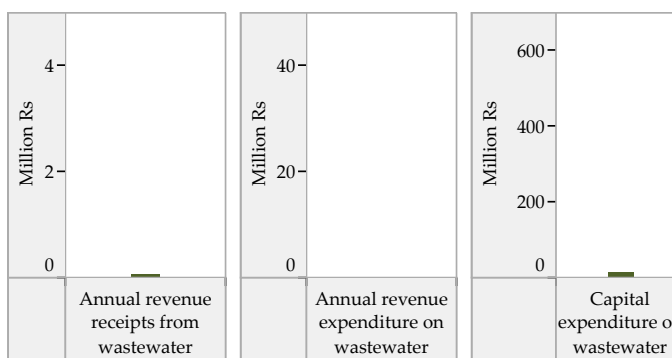 Million Rs
4
2
0
Annual revenue
receipts from
wastewater
Million Rs
40
20
0
Annual revenue
expenditure on
wastewater
Million Rs
600
400
200
0
Capital
expenditure o
wastewater